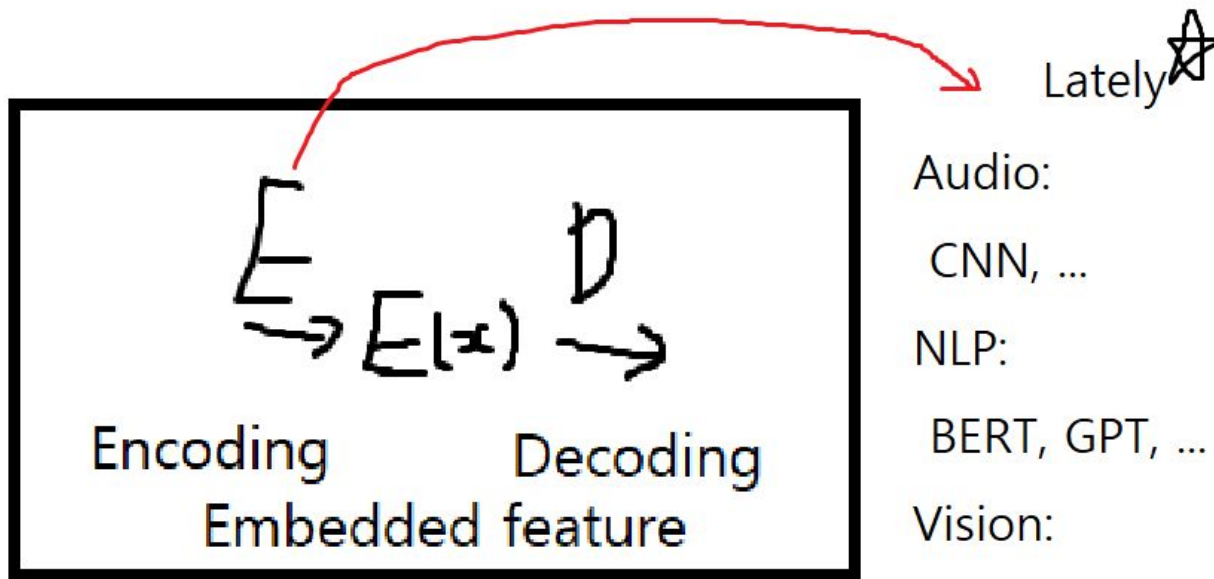 Lately
E
D
E(x)
Encoding Decoding
Embedded feature
Audio:
CNN, ...
NLP:
BERT, GPT, ...
Vision: